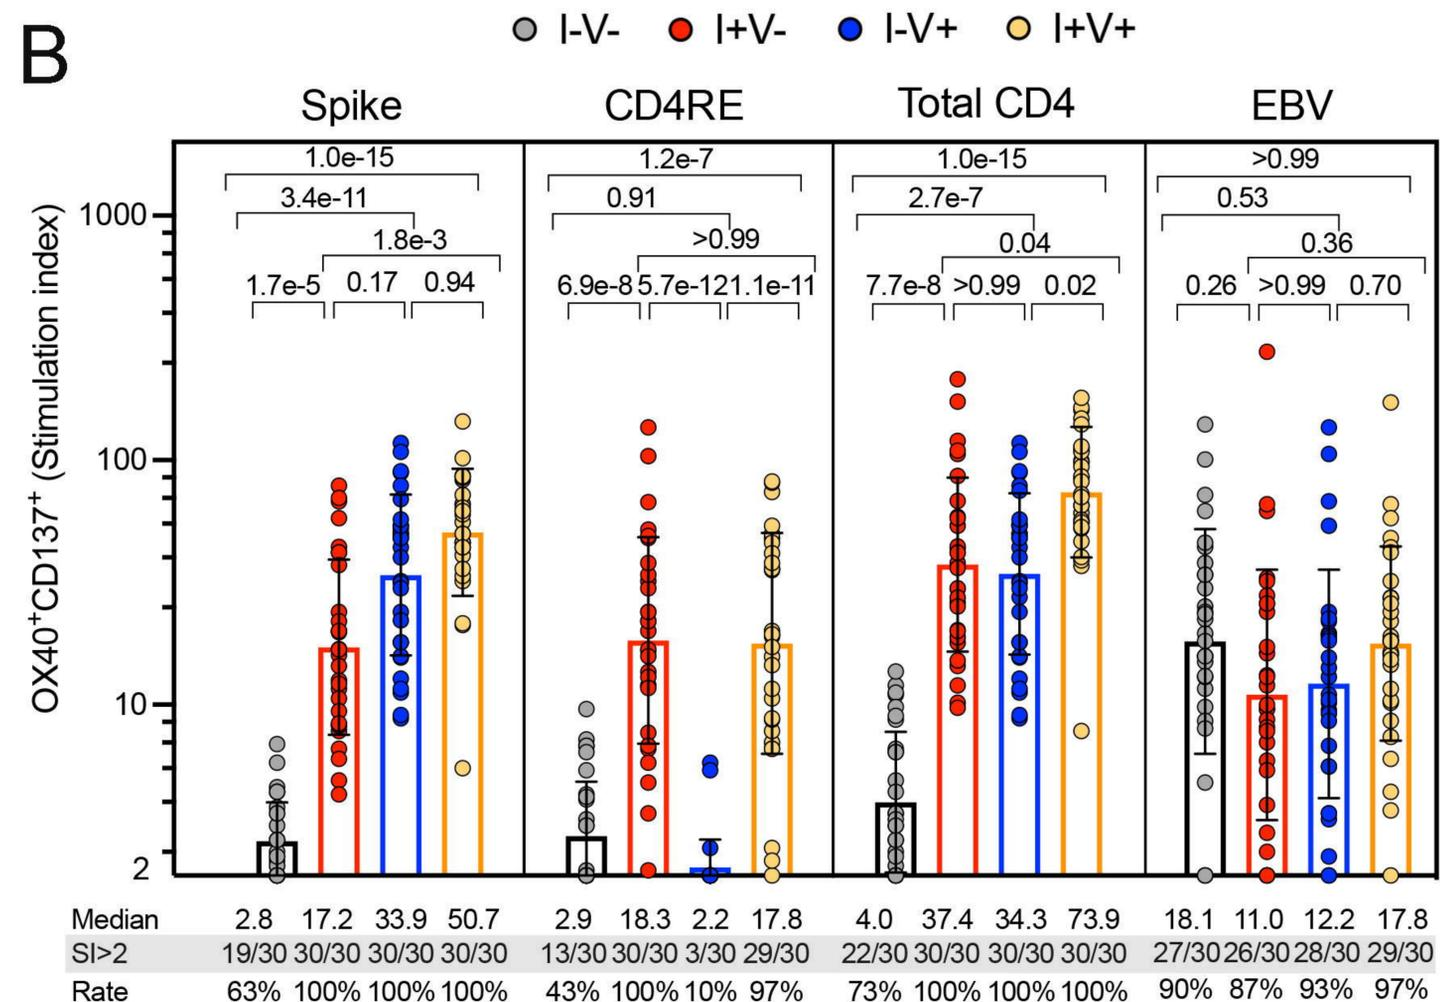 B
I-V- I+V- I-V+ I+V+
Spike CD4RE Total CD4 EBV
OX40+CD137+ (Stimulation index)
1.0e-15 1.2e-7 1.0e-15 >0.99
3.4e-11 0.91 2.7e-7 0.53
1.8e-3 >0.99 0.04 0.36
1.7e-5 0.17 0.94 6.9e-8 5.7e-12 1.1e-11 7.7e-8 >0.99 0.02 0.26 >0.99 0.70
1000
100
10
2
Median 2.8 17.2 33.9 50.7 2.9 18.3 2.2 17.8 4.0 37.4 34.3 73.9 18.1 11.0 12.2 17.8
SI>2 19/30 30/30 30/30 30/30 13/30 30/30 3/30 29/30 22/30 30/30 30/30 30/30 27/30 26/30 28/30 29/30
Rate 63% 100% 100% 100% 43% 100% 10% 97% 73% 100% 100% 100% 90% 87% 93% 97%